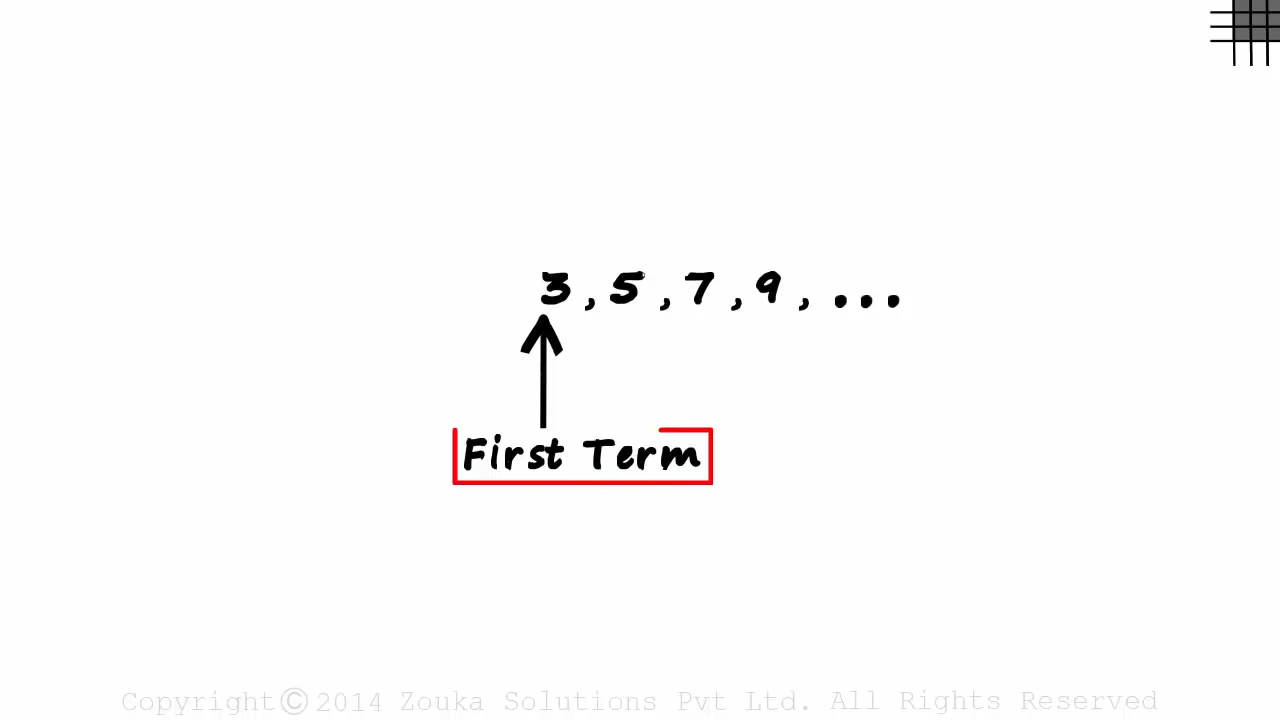 3, 5, 7, 9, ...
First Term
Copyright©2014 Zouka Solutions Pvt Ltd. All Rights Reserved